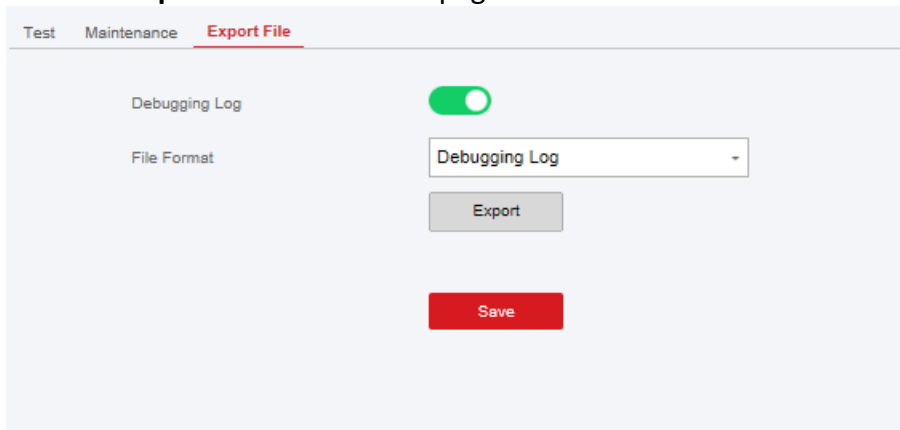 Test Maintenance Export File
Debugging Log
File Format Debugging Log
Export
Save